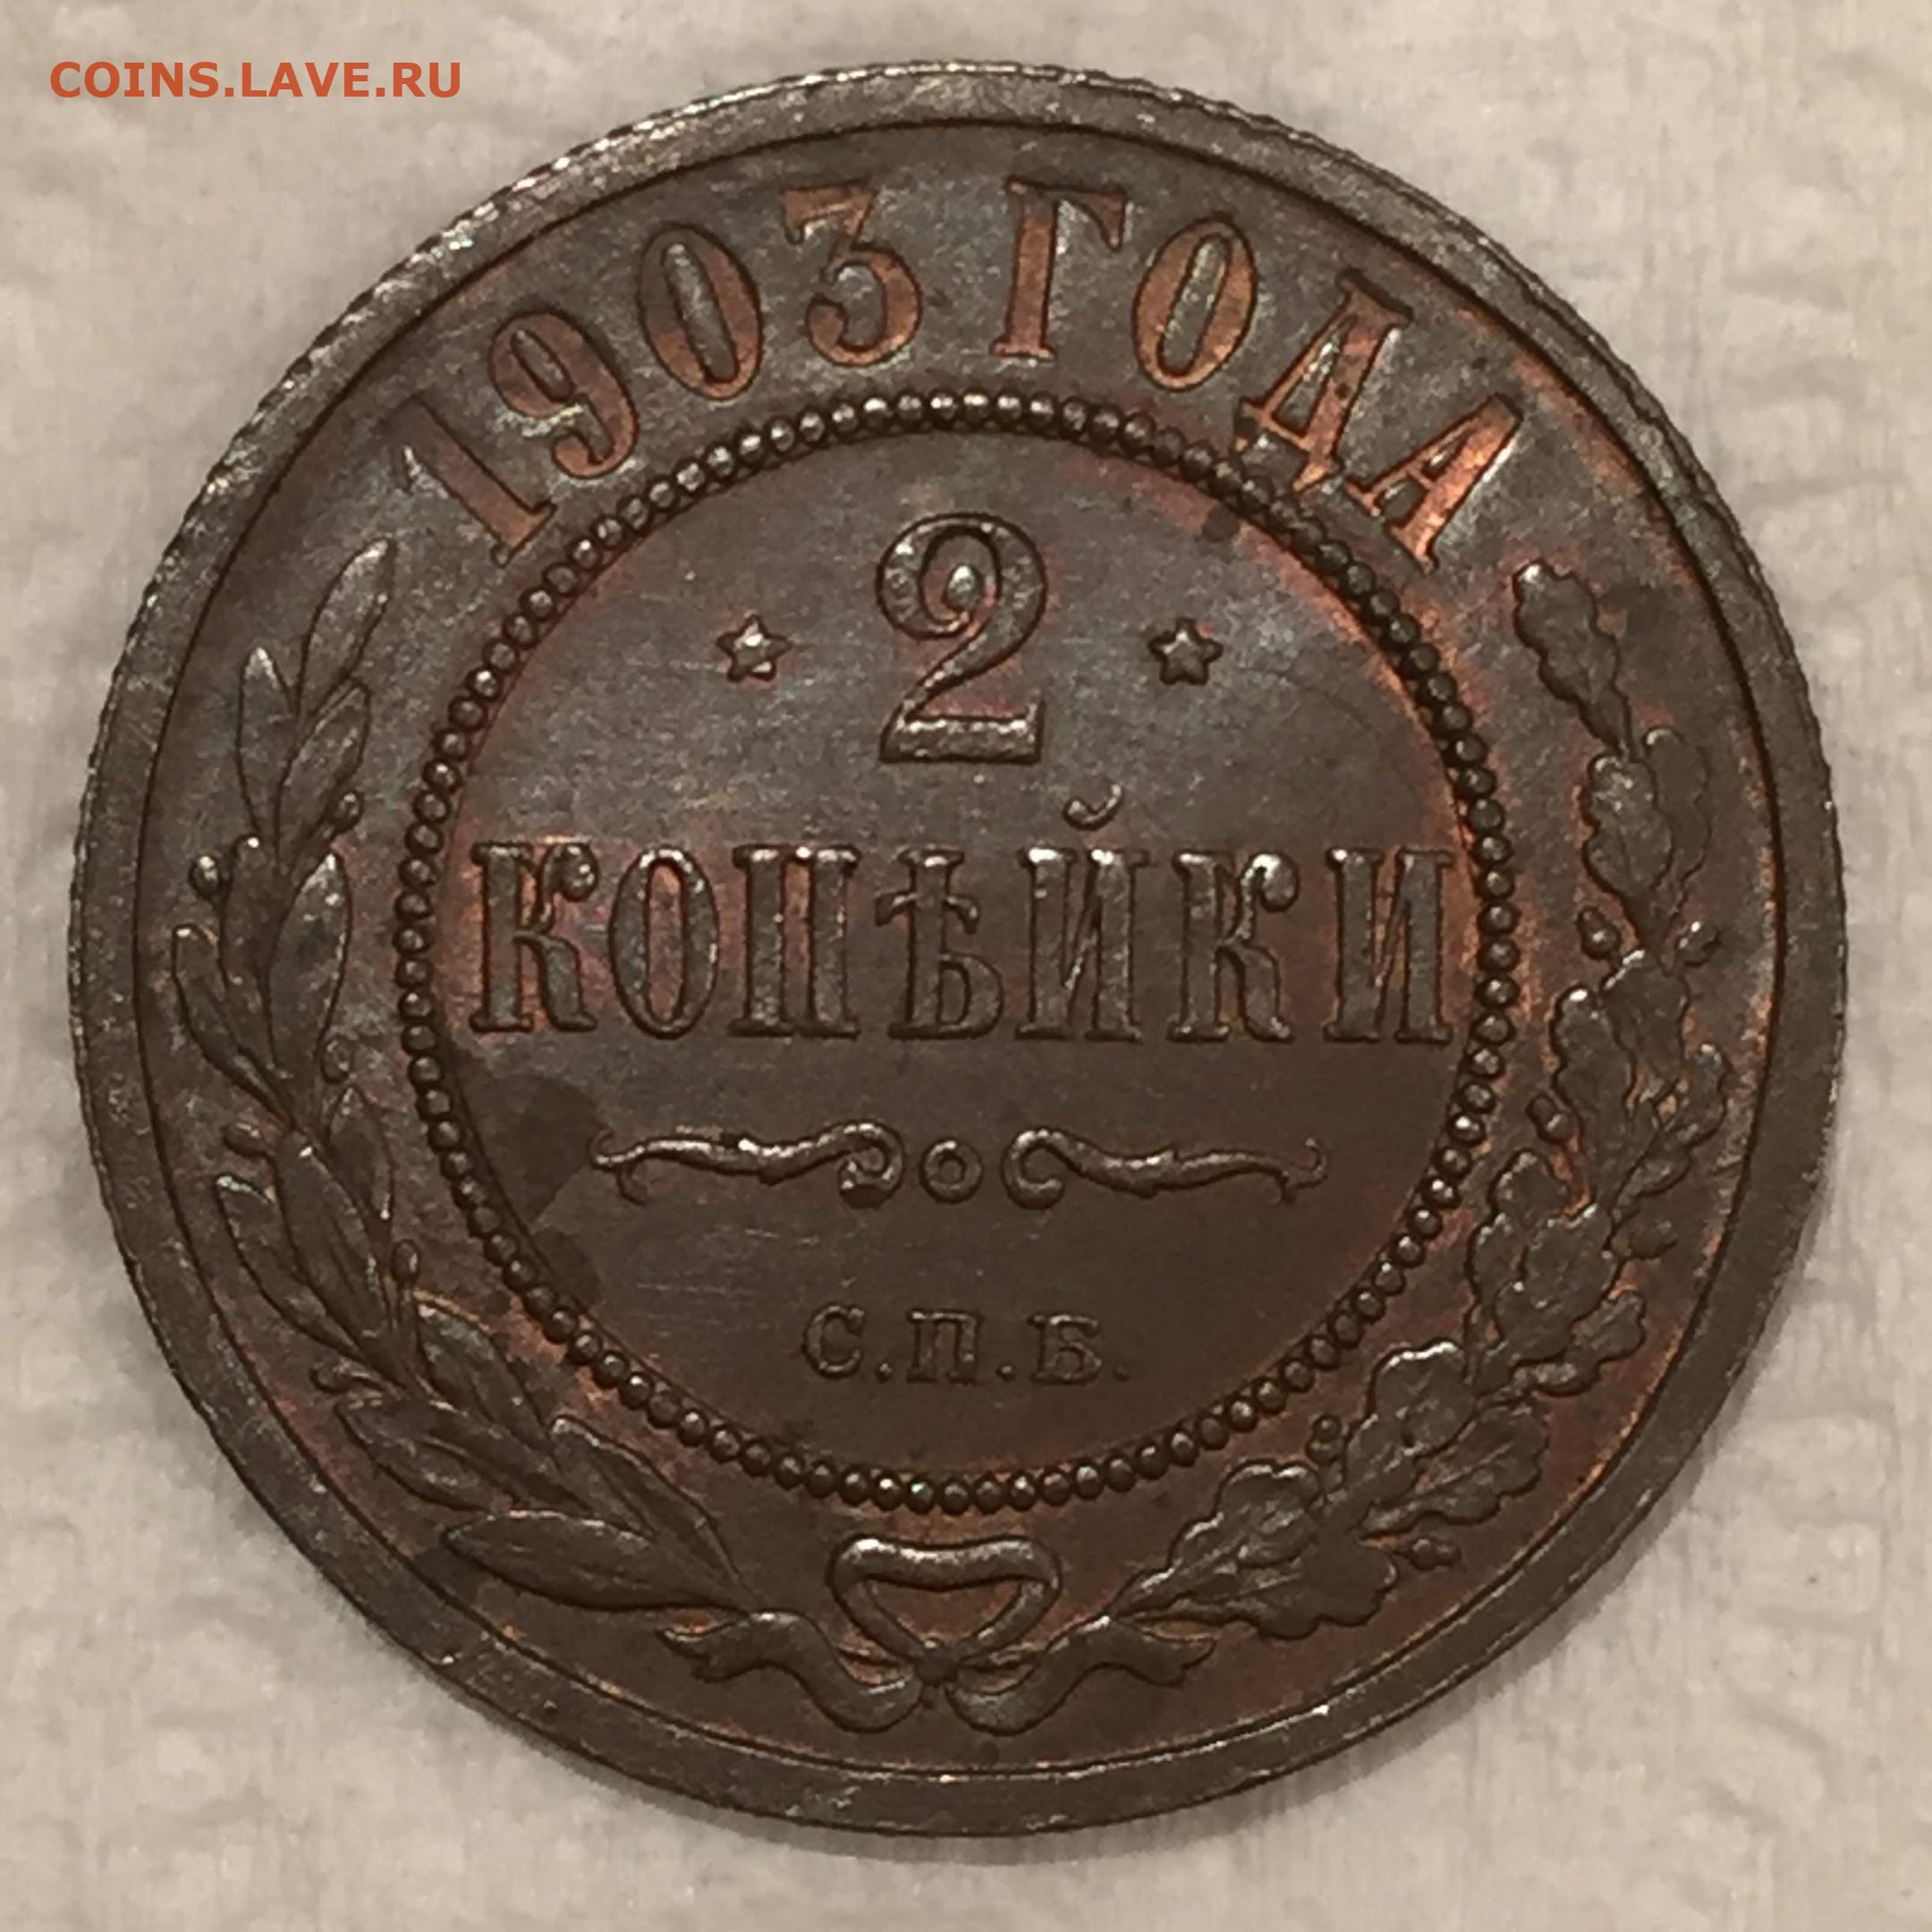 COINS.LAVE.RU
1903 ГОДА
2
КОПѢЙКИ
С.П.Б.